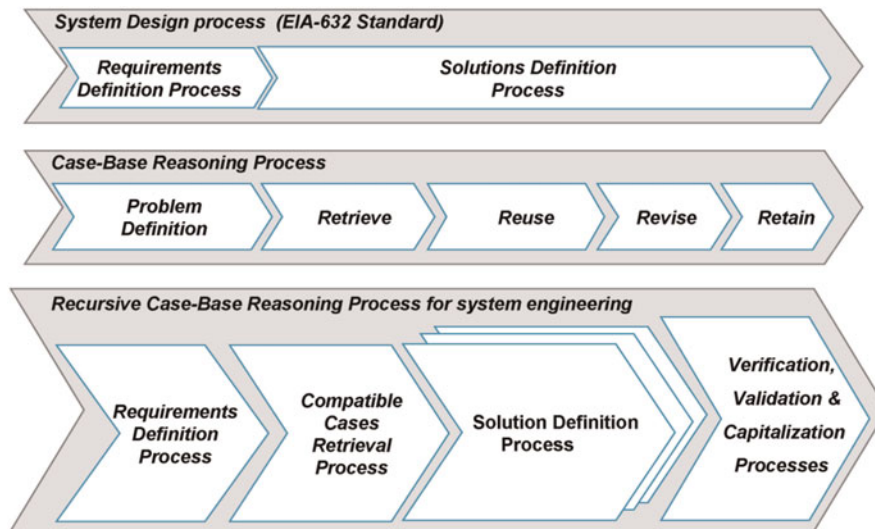 System Design process (EIA-632 Standard)
Requirements
Definition Process
Solutions Definition
Process
Case-Base Reasoning Process
Problem
Definition
Retrieve
Reuse
Revise
Retain
Recursive Case-Base Reasoning Process for system engineering
Requirements
Definition
Process
Compatible
Cases
Retrieval
Process
Solution Definition
Process
Verification,
Validation &
Capitalization
Processes